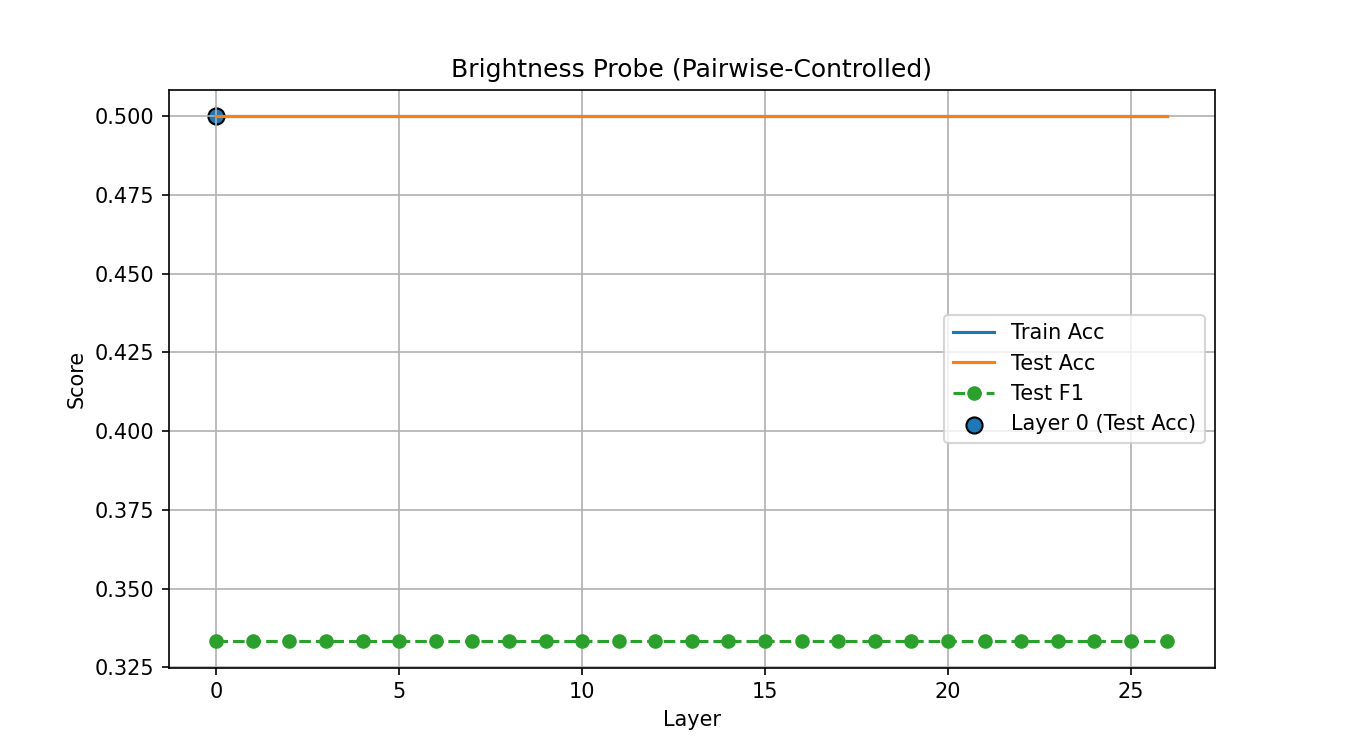 Brightness Probe (Pairwise-Controlled)
0.500
0.475
0.450
0.425
0.400
0.375
0.350
0.325
Score
Train Acc
Test Acc
Test F1
Layer 0 (Test Acc)
0 5 10 15 20 25
Layer